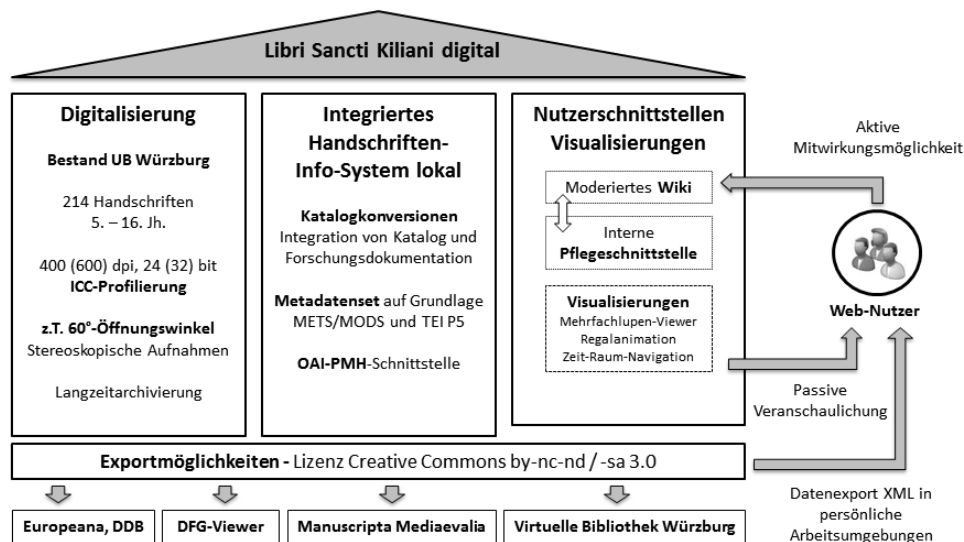 Libri Sancti Kiliani digital
Digitalisierung
Bestand UB Würzburg
214 Handschriften
5. – 16. Jh.
400 (600) dpi, 24 (32) bit
ICC-Profilierung
z.T. 60°-Öffnungswinkel
Stereoskopische Aufnahmen
Langzeitarchivierung
Integriertes
Handschriften-
Info-System lokal
Katalogkonversionen
Integration von Katalog und
Forschungsdokumentation
Metadatenset auf Grundlage
METS/MODS und TEI P5
OAI-PMH-Schnittstelle
Nutzerschnittstellen
Visualisierungen
Moderiertes Wiki
Interne
Pflegeschnittstelle
Visualisierungen
Mehrfachlupen-Viewer
Regalanimation
Zeit-Raum-Navigation
Aktive
Mitwirkungsmöglichkeit
Web-Nutzer
Passive
Veranschaulichung
Exportmöglichkeiten - Lizenz Creative Commons by-nc-nd / -sa 3.0
Datenexport XML in
persönliche
Arbeitsumgebungen
Europeana, DDB
DFG-Viewer
Manuscripta Mediaevalia
Virtuelle Bibliothek Würzburg